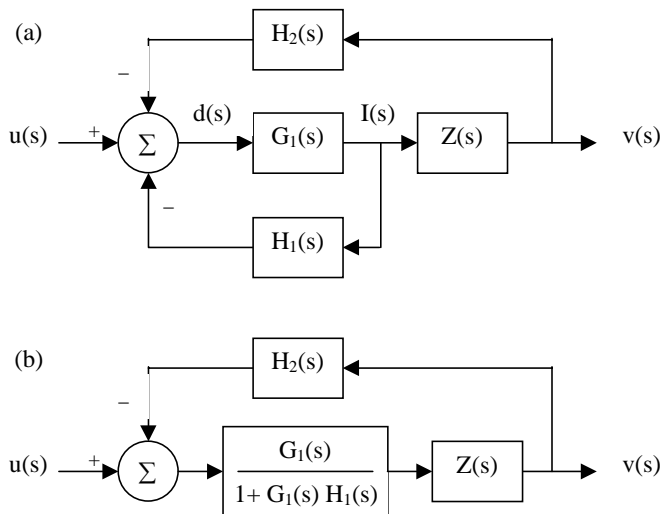 (a)
H₂(s)
−
d(s)
I(s)
u(s)
+
Σ
G₁(s)
Z(s)
v(s)
−
H₁(s)
(b)
H₂(s)
−
u(s)
+
Σ
G₁(s)
1+ G₁(s) H₁(s)
Z(s)
v(s)